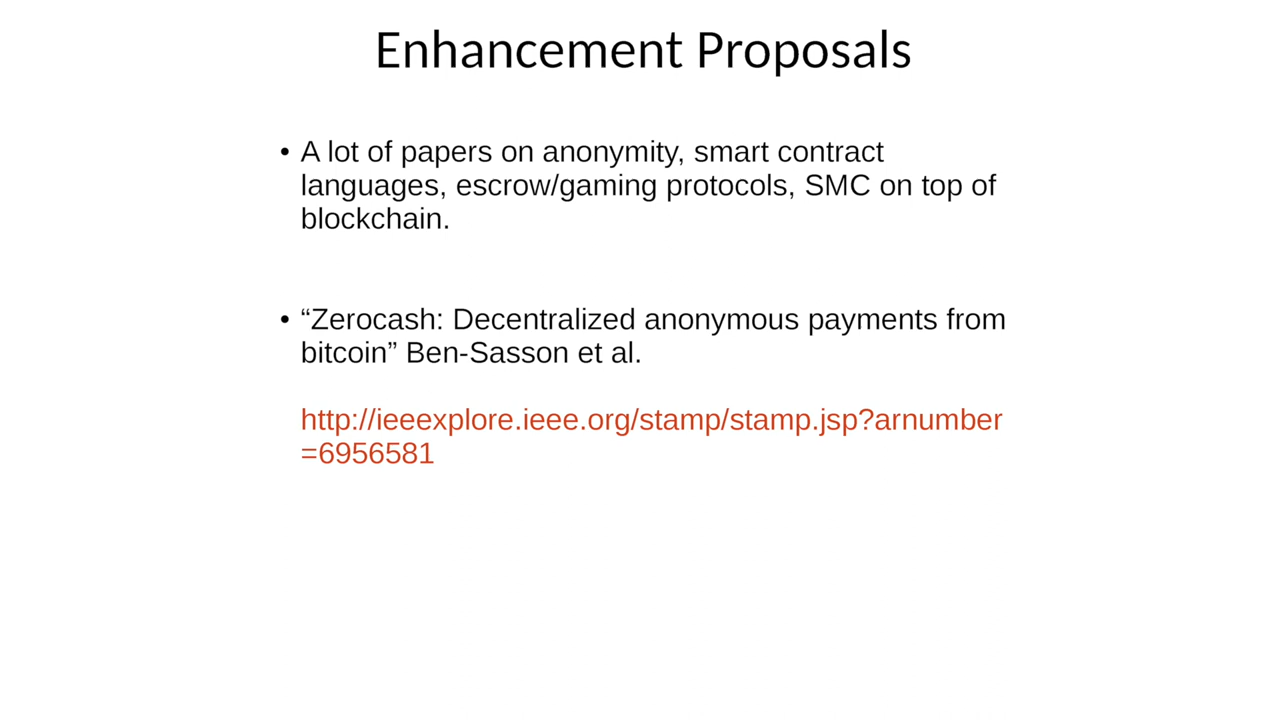 Enhancement Proposals
• A lot of papers on anonymity, smart contract
languages, escrow/gaming protocols, SMC on top of
blockchain.
• “Zerocash: Decentralized anonymous payments from
bitcoin” Ben-Sasson et al.
http://ieeexplore.ieee.org/stamp/stamp.jsp?arnumber
=6956581